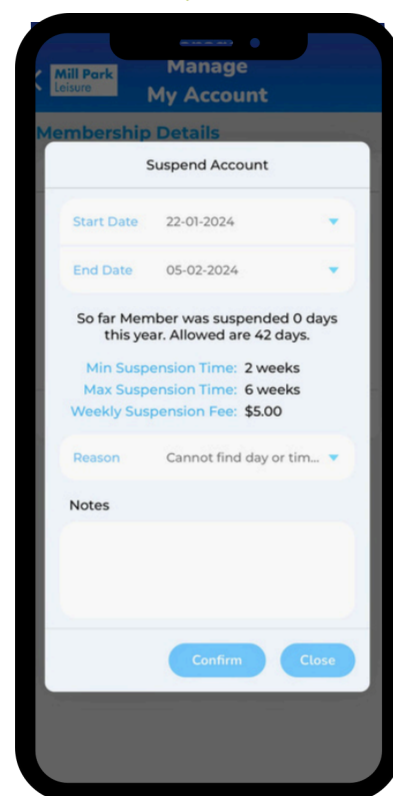 Mill Park
Leisure
Manage
My Account
Membership Details
Suspend Account
Start Date 22-01-2024
End Date 05-02-2024
So far Member was suspended 0 days
this year. Allowed are 42 days.
Min Suspension Time: 2 weeks
Max Suspension Time: 6 weeks
Weekly Suspension Fee: $5.00
Reason Cannot find day or tim...
Notes
Confirm Close